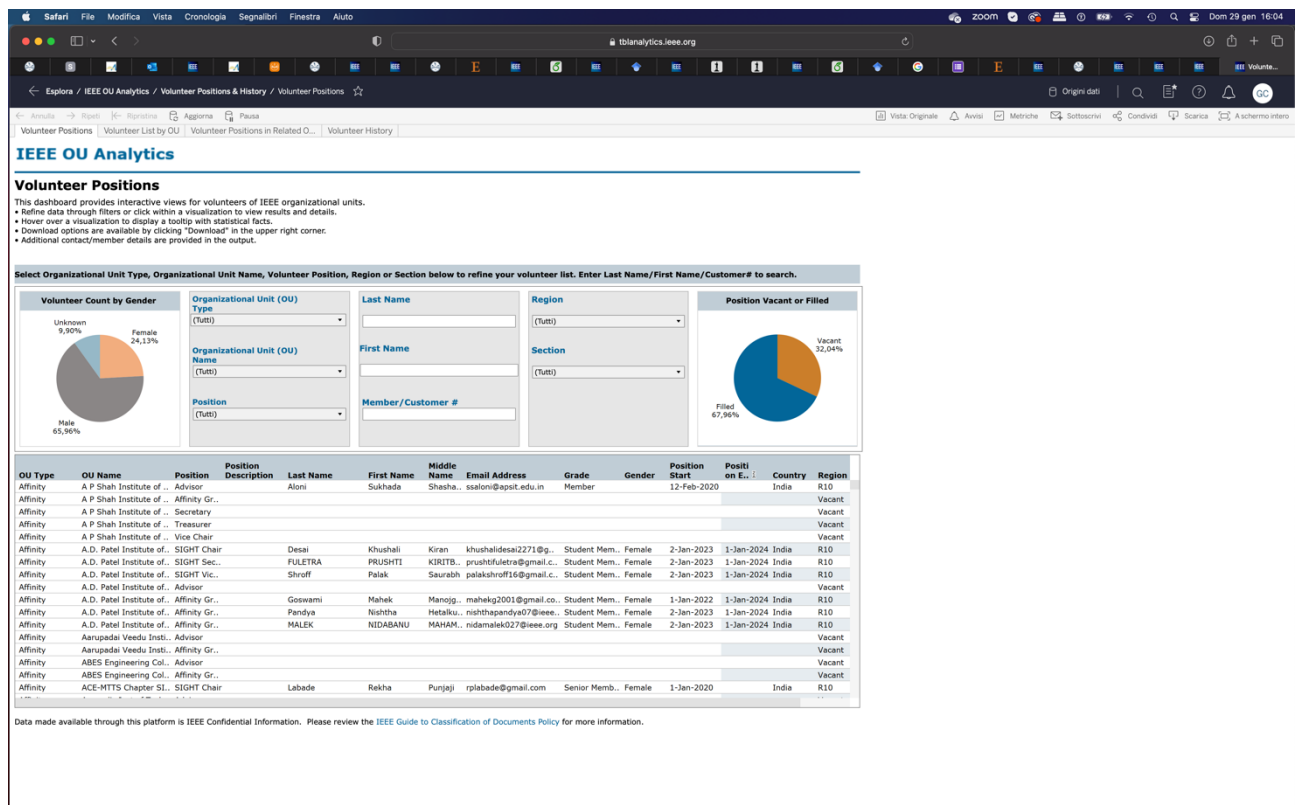 Safari File Modifica Vista Cronologia Segnalibri Finestra Aiuto zoom Dom 29 gen 16:04
tblanalytics.ieee.org
Volunte...
Esplora / IEEE OU Analytics / Volunteer Positions & History / Volunteer Positions Origini dati GC
Annulla Ripeti Ripristina Aggiorna Pausa Vista: Originale Avvisi Metriche Sottoscrivi Condividi Scarica A schermo intero
Volunteer Positions Volunteer List by OU Volunteer Positions in Related O... Volunteer History
IEEE OU Analytics
Volunteer Positions
This dashboard provides interactive views for volunteers of IEEE organizational units.
• Refine data through filters or click within a visualization to view results and details.
• Hover over a visualization to display a tooltip with statistical facts.
• Download options are available by clicking "Download" in the upper right corner.
• Additional contact/member details are provided in the output.
Select Organizational Unit Type, Organizational Unit Name, Volunteer Position, Region or Section below to refine your volunteer list. Enter Last Name/First Name/Customer# to search.
Volunteer Count by Gender
Unknown
9,90%
Female
24,13%
Male
65,96%
Organizational Unit (OU)
Type
(Tutti)
Organizational Unit (OU)
Name
(Tutti)
Position
(Tutti)
Last Name
First Name
Member/Customer #
Region
(Tutti)
Section
(Tutti)
Position Vacant or Filled
Vacant
32,04%
Filled
67,96%
OU Type OU Name Position Position Description Last Name First Name Middle Name Email Address Grade Gender Position Start Positi on E.. Country Region
Affinity A P Shah Institute of .. Advisor Aloni Sukhada Shasha.. ssaloni@apsit.edu.in Member 12-Feb-2020 India R10
Affinity A P Shah Institute of .. Affinity Gr.. Vacant
Affinity A P Shah Institute of .. Secretary Vacant
Affinity A P Shah Institute of .. Treasurer Vacant
Affinity A P Shah Institute of .. Vice Chair Vacant
Affinity A.D. Patel Institute of.. SIGHT Chair Desai Khushali Kiran khushalidesai2271@g.. Student Mem.. Female 2-Jan-2023 1-Jan-2024 India R10
Affinity A.D. Patel Institute of.. SIGHT Sec.. FULETRA PRUSHTI KIRITB.. prushtifuletra@gmail.c.. Student Mem.. Female 2-Jan-2023 1-Jan-2024 India R10
Affinity A.D. Patel Institute of.. SIGHT Vic.. Shroff Palak Saurabh palakshroff16@gmail.c.. Student Mem.. Female 2-Jan-2023 1-Jan-2024 India R10
Affinity A.D. Patel Institute of.. Advisor Vacant
Affinity A.D. Patel Institute of.. Affinity Gr.. Goswami Mahek Manojg.. mahekg2001@gmail.co.. Student Mem.. Female 1-Jan-2022 1-Jan-2024 India R10
Affinity A.D. Patel Institute of.. Affinity Gr.. Pandya Nishtha Hetalku.. nishthapandya07@ieee.. Student Mem.. Female 2-Jan-2023 1-Jan-2024 India R10
Affinity A.D. Patel Institute of.. Affinity Gr.. MALEK NIDABANU MAHAM.. nidamalek027@ieee.org Student Mem.. Female 2-Jan-2023 1-Jan-2024 India R10
Affinity Aarupadai Veedu Insti.. Advisor Vacant
Affinity Aarupadai Veedu Insti.. Affinity Gr.. Vacant
Affinity ABES Engineering Col.. Advisor Vacant
Affinity ABES Engineering Col.. Affinity Gr.. Vacant
Affinity ACE-MTTS Chapter SI.. SIGHT Chair Labade Rekha Punjaji rplabade@gmail.com Senior Memb.. Female 1-Jan-2020 India R10
Data made available through this platform is IEEE Confidential Information. Please review the IEEE Guide to Classification of Documents Policy for more information.